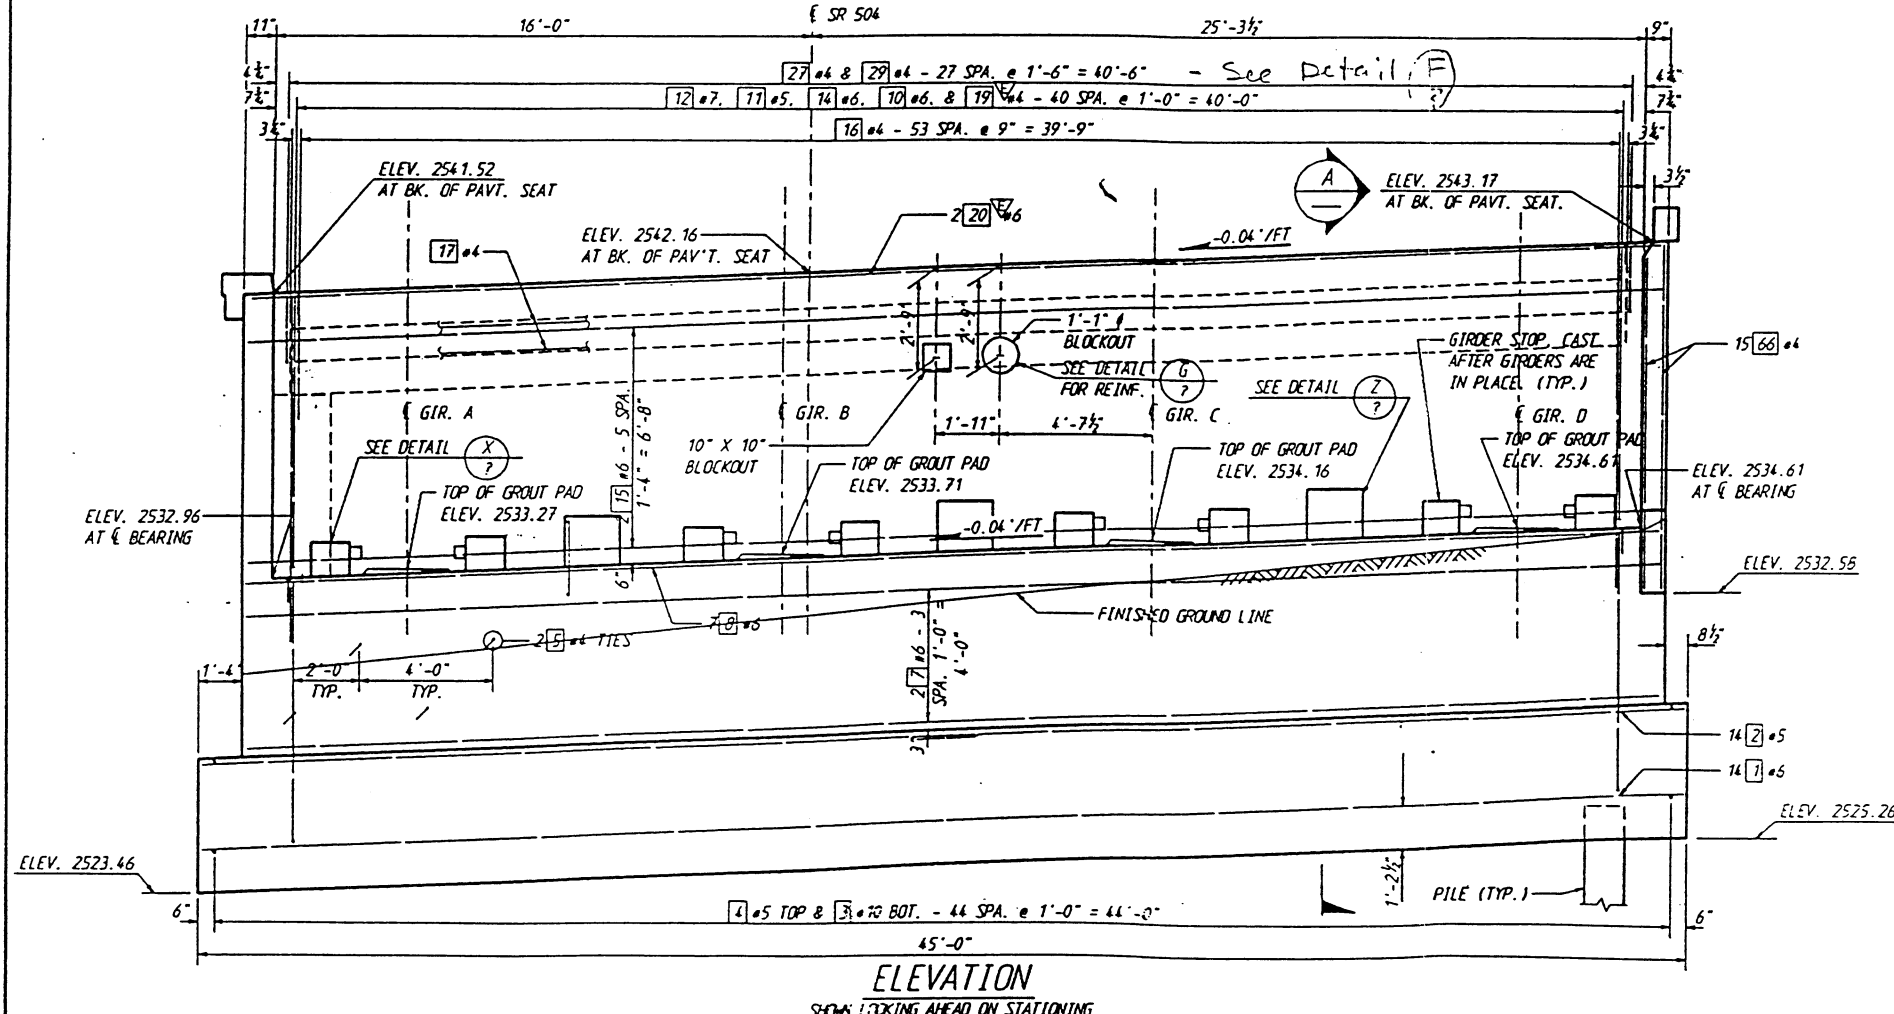 ℄ SR 504
11" 16'-0" 25'-3½" 9"
4¾" 27 #4 & 29 #4 - 27 SPA. @ 1'-6" = 40'-6" - See Detail F ? 4¾"
7¾" 12 #7, 11 #5, 14 #6, 10 #6, & 19 #4 - 40 SPA. @ 1'-0" = 40'-0" 7¾"
16 #4 - 53 SPA. @ 9" = 39'-9"
3½"
ELEV. 2541.52
AT BK. OF PAVT. SEAT
A
ELEV. 2543.17
AT BK. OF PAVT. SEAT.
2 20 E #6
17 #4
ELEV. 2542.16
AT BK. OF PAV'T. SEAT
-0.04'/FT
2'-9"
2'-9"
1'-1" ø
BLOCKOUT
GIRDER STOP, CAST
AFTER GIRDERS ARE
IN PLACE (TYP.)
15 66 #4
SEE DETAIL G ?
FOR REINF.
SEE DETAIL Z ?
℄ GIR. A
℄ GIR. B
℄ GIR. C
℄ GIR. D
1'-11" 4'-7½"
SEE DETAIL X ?
10" X 10"
BLOCKOUT
2 15 #6 - 5 SPA.
1'-4" = 6'-8"
TOP OF GROUT PAD
ELEV. 2533.27
TOP OF GROUT PAD
ELEV. 2533.71
TOP OF GROUT PAD
ELEV. 2534.16
TOP OF GROUT PAD
ELEV. 2534.61
ELEV. 2534.61
AT ℄ BEARING
ELEV. 2532.96
AT ℄ BEARING
-0.04'/FT
6"
ELEV. 2532.56
FINISHED GROUND LINE
7 8 #6
2 5 #4 TIES
2 7 #6 - 3
SPA. 1'-0" =
4'-0"
8½"
1'-4" 2'-0" 4'-0"
TYP. TYP.
3"
14 2 #5
14 1 #6
ELEV. 2525.26
ELEV. 2523.46
1'-2½"
PILE (TYP.)
6" 4 #5 TOP & 3 #10 BOT. - 44 SPA. @ 1'-0" = 44'-0" 6"
45'-0"
ELEVATION
SHOWN LOOKING AHEAD ON STATIONING